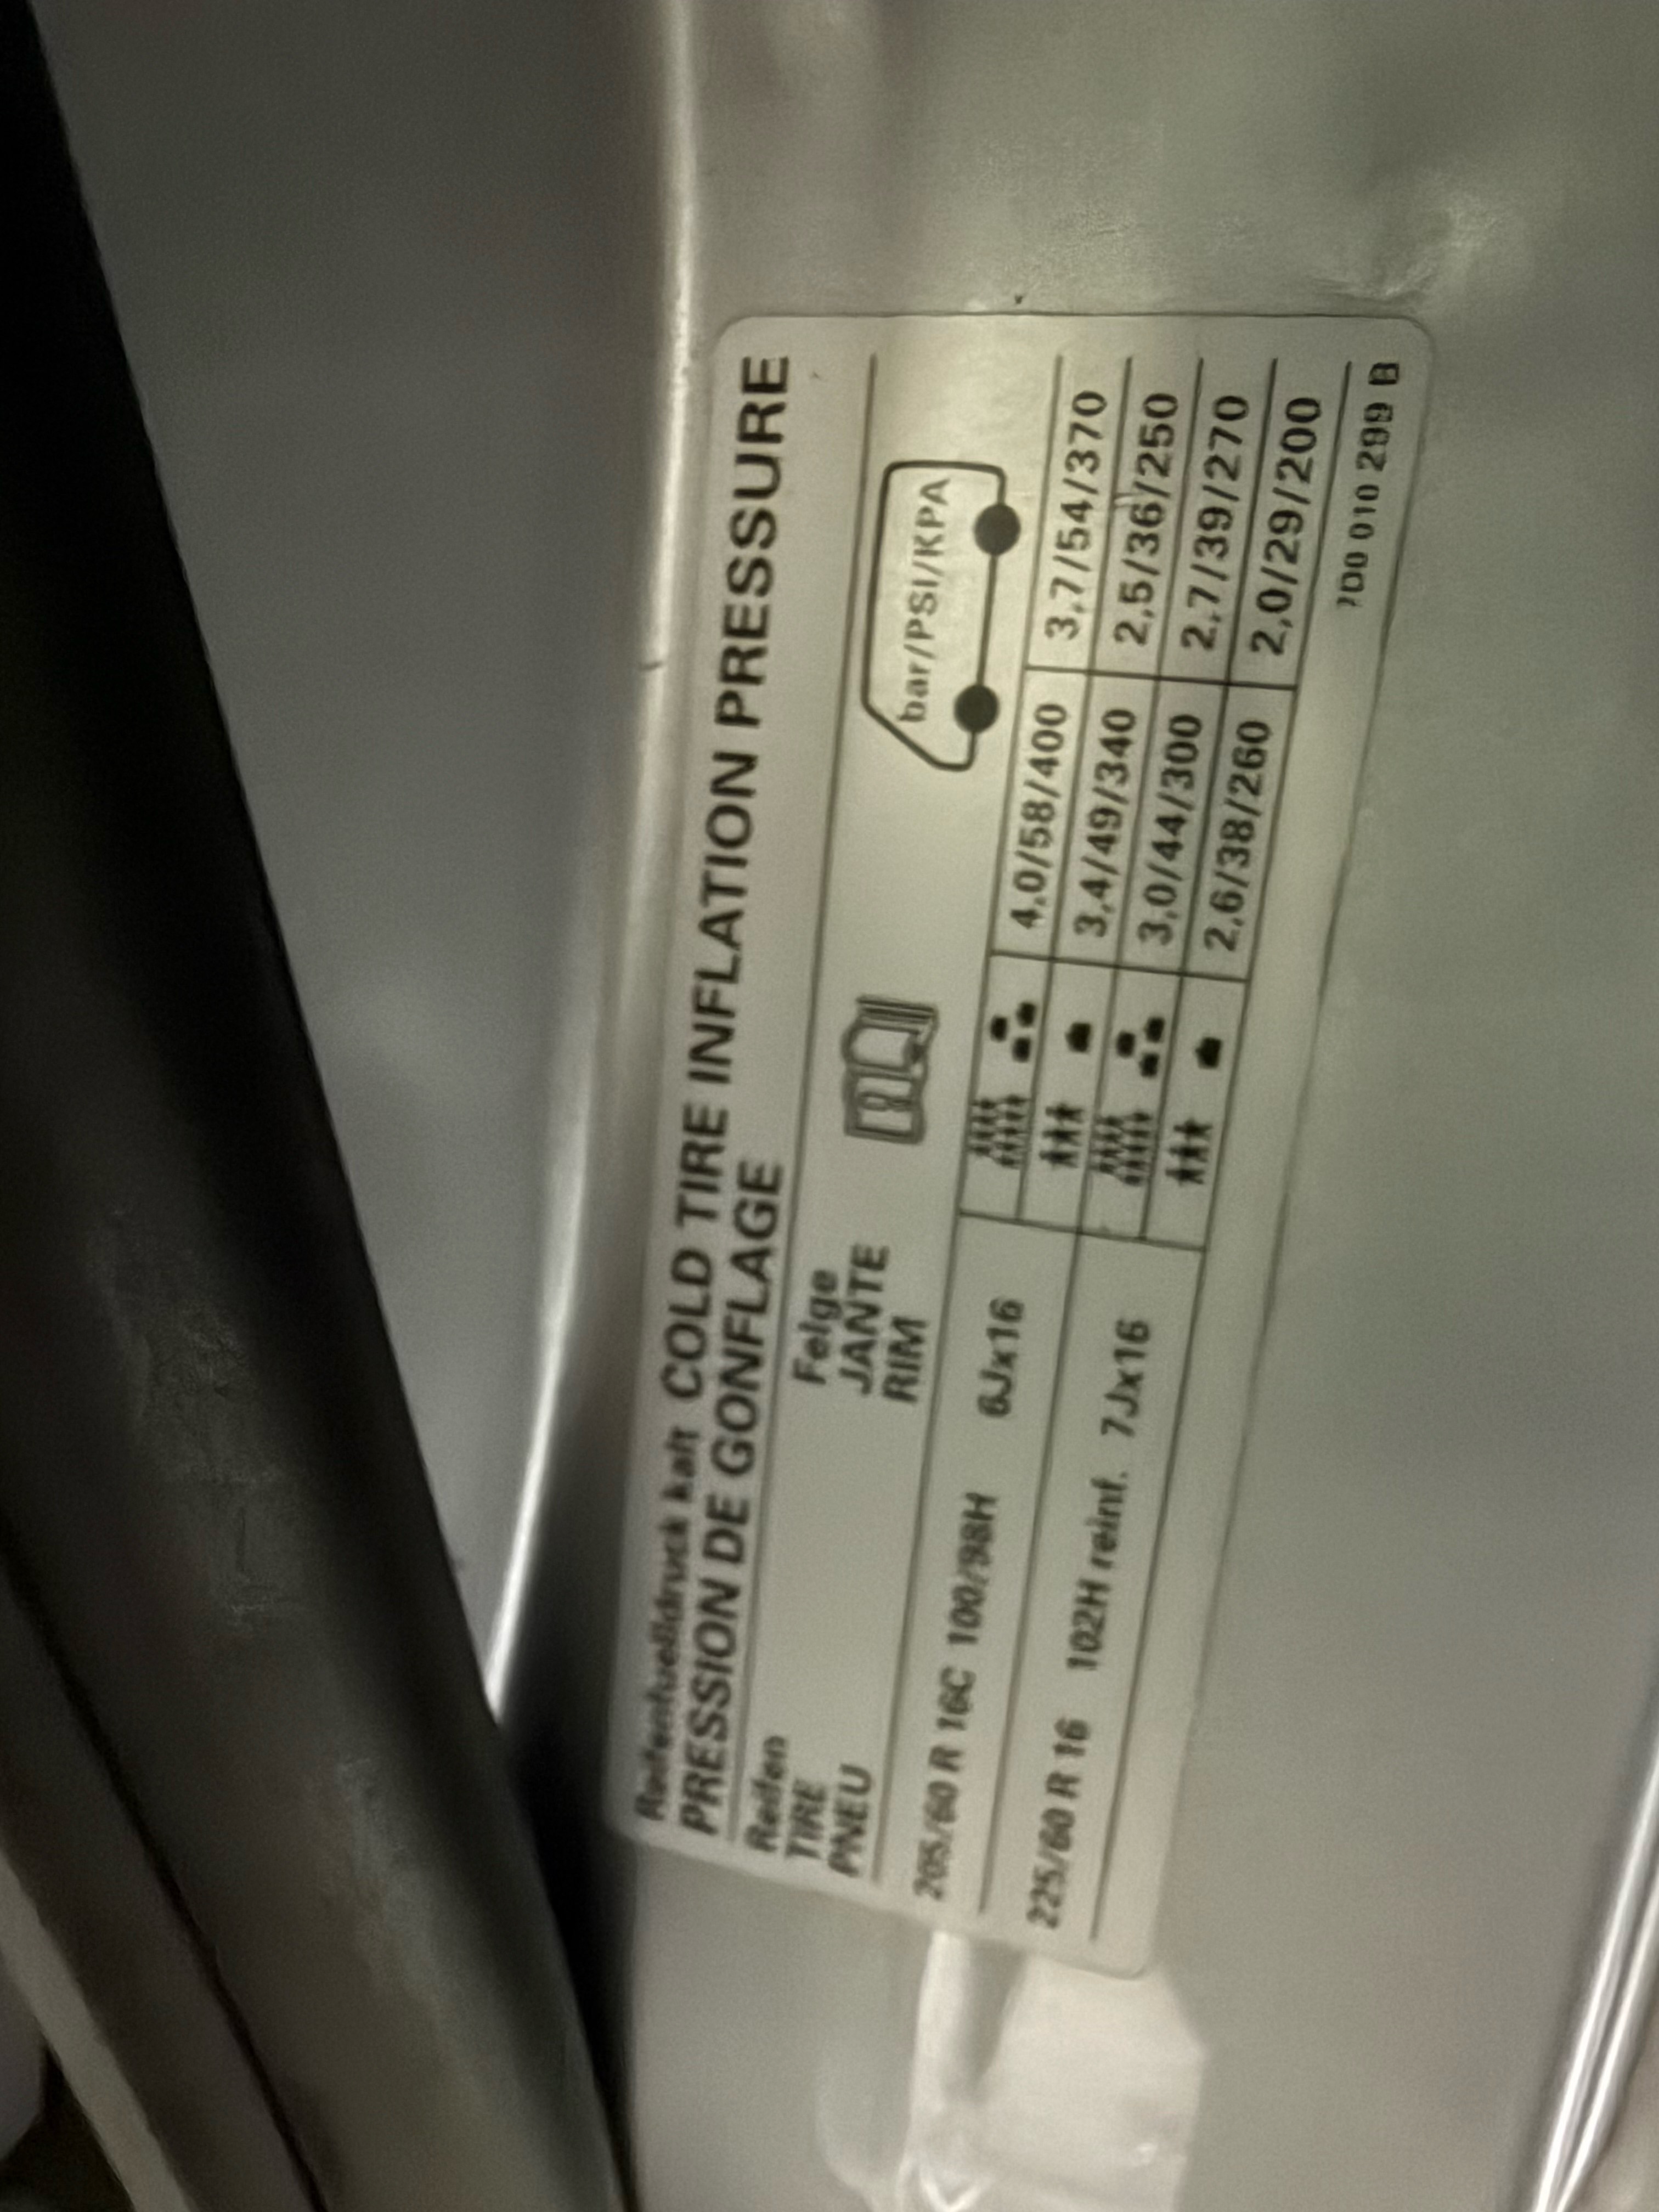 Reifenfuelldruck kalt COLD TIRE INFLATION PRESSURE
PRESSION DE GONFLAGE
Reifen Felge
TIRE JANTE
PNEU RIM
bar/PSI/KPA
205/60 R 16C 100/98H 6Jx16 4,0/58/400 3,7/54/370
3,4/49/340 2,5/36/250
225/60 R 16 102H reinf. 7Jx16 3,0/44/300 2,7/39/270
2,6/38/260 2,0/29/200
7D0 010 299 B